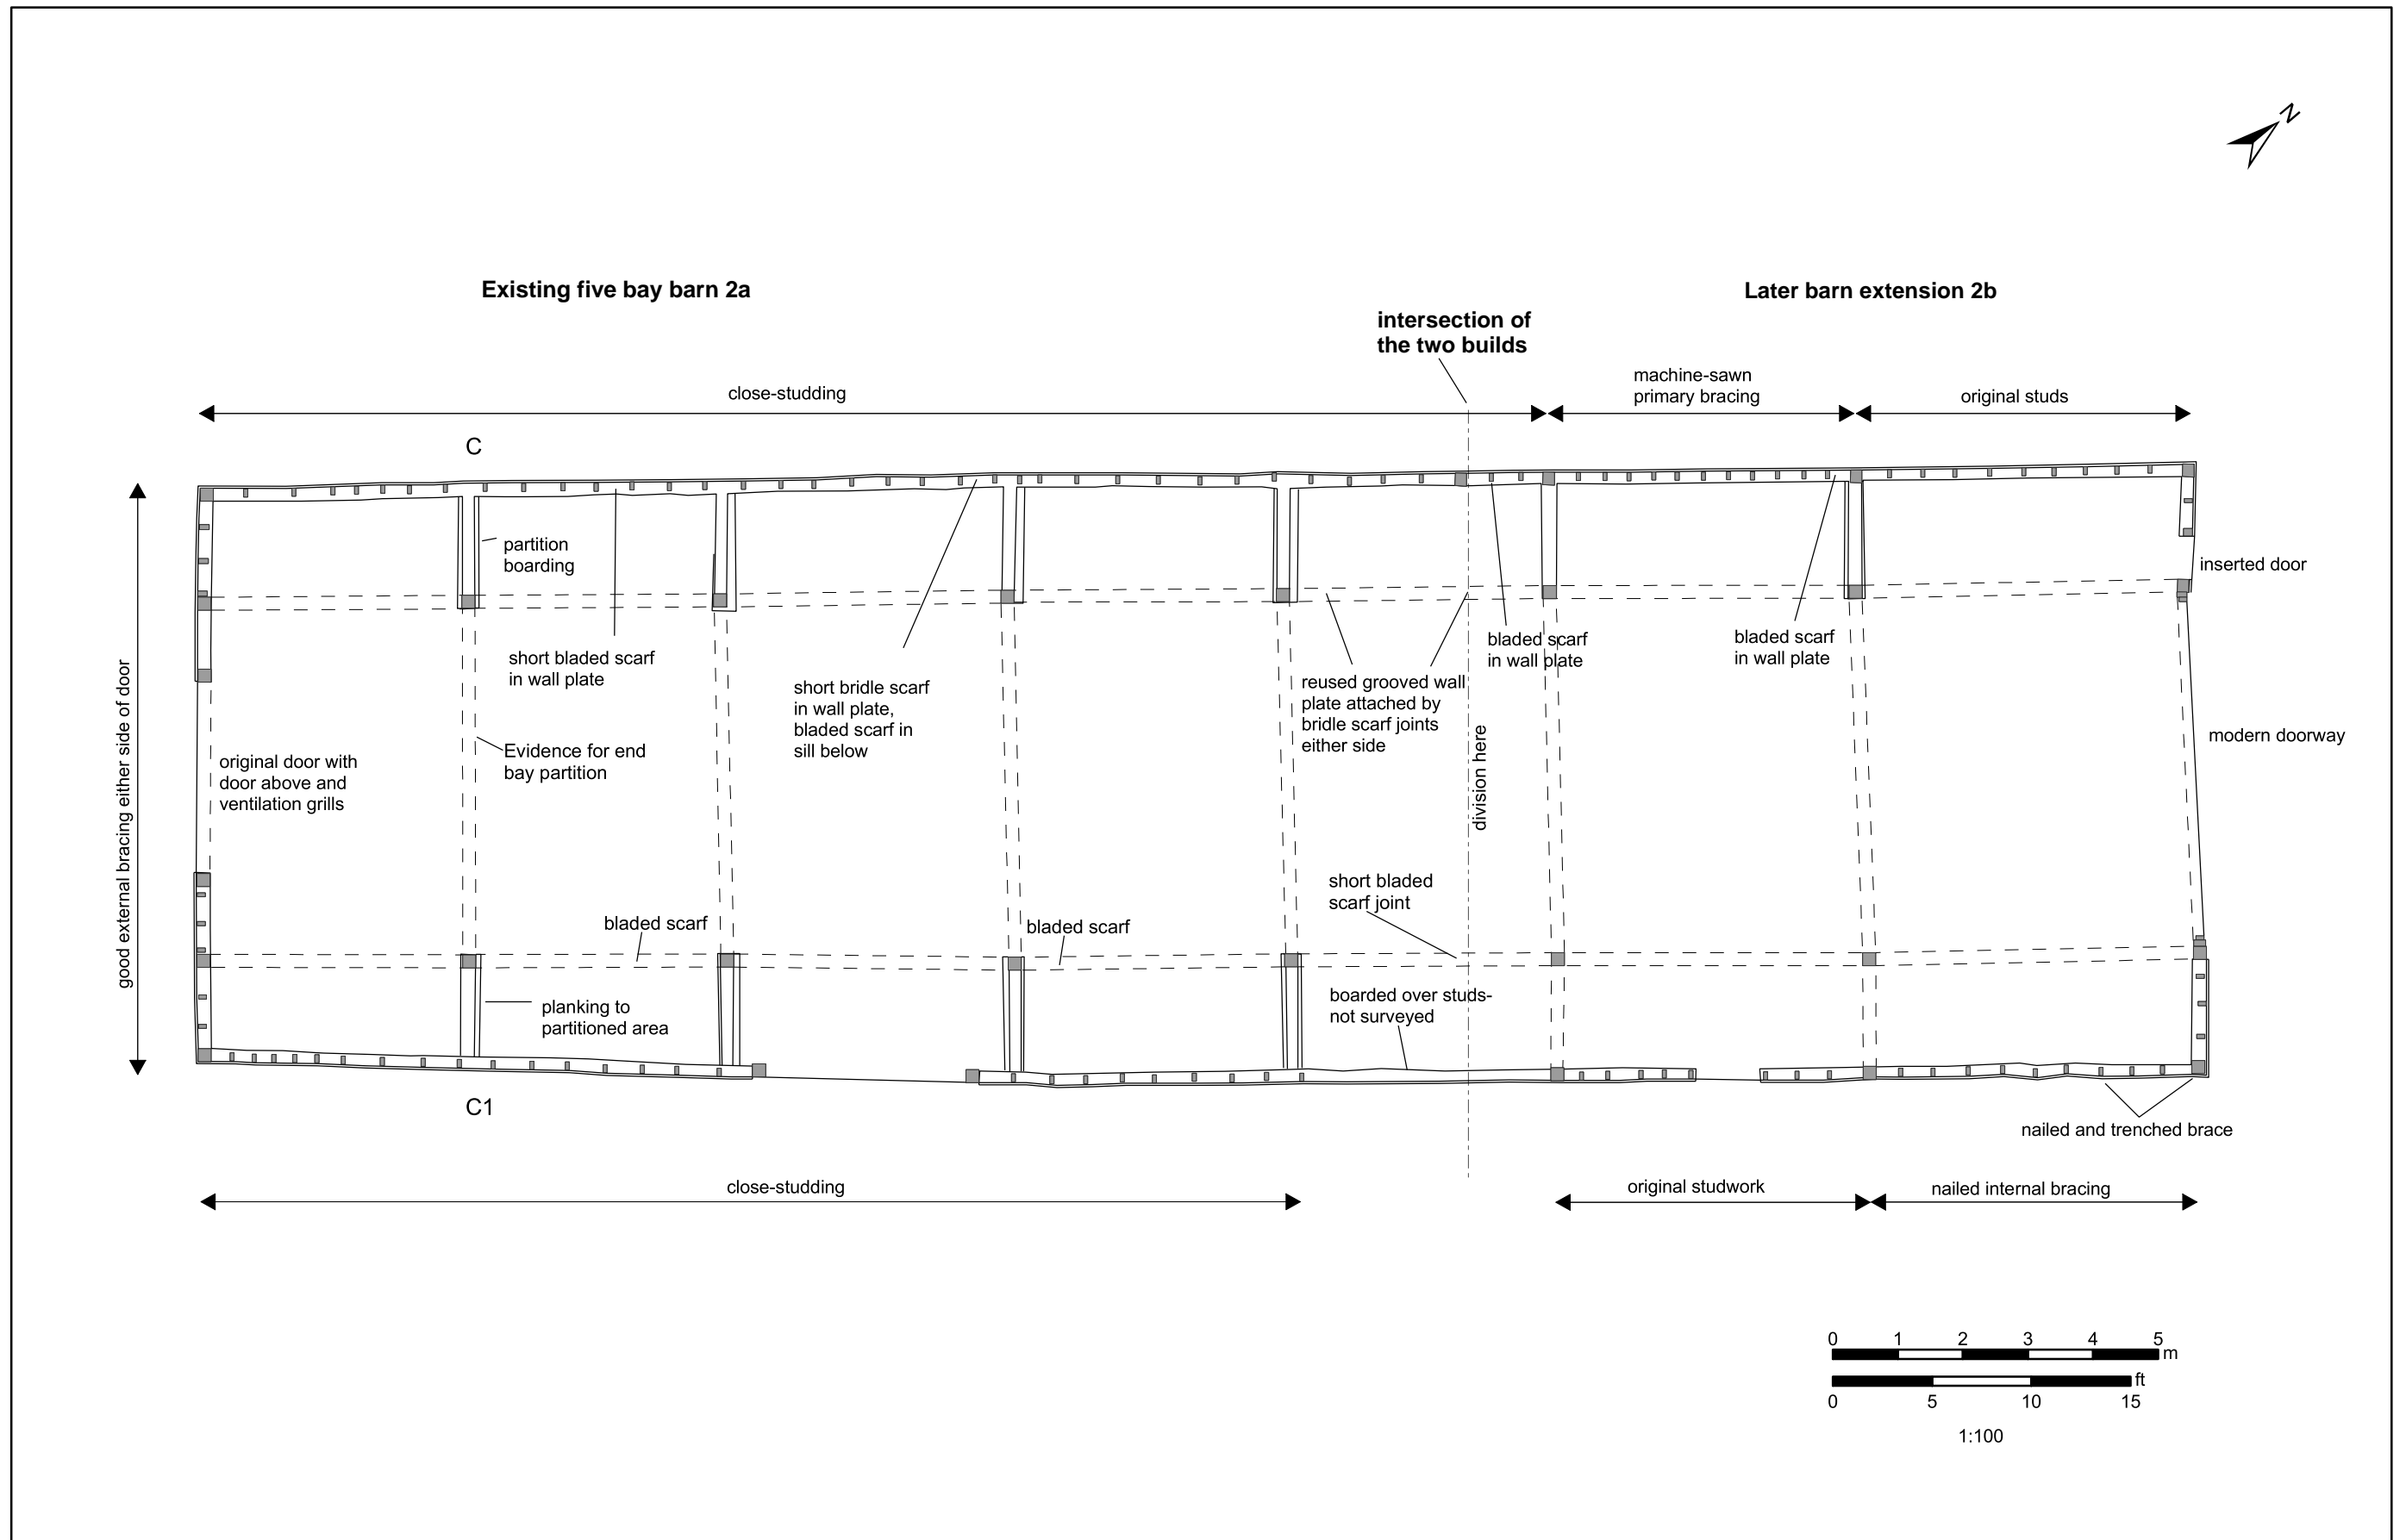 N
Existing five bay barn 2a
Later barn extension 2b
intersection of
the two builds
close-studding
machine-sawn
primary bracing
original studs
C
partition
boarding
inserted door
short bladed scarf
in wall plate
short bridle scarf
in wall plate,
bladed scarf in
sill below
reused grooved wall
plate attached by
bridle scarf joints
either side
bladed scarf
in wall plate
bladed scarf
in wall plate
good external bracing either side of door
original door with
door above and
ventilation grills
Evidence for end
bay partition
division here
modern doorway
bladed scarf
bladed scarf
short bladed
scarf joint
planking to
partitioned area
boarded over studs-
not surveyed
C1
nailed and trenched brace
close-studding
original studwork
nailed internal bracing
0 1 2 3 4 5
m
ft
0 5 10 15
1:100